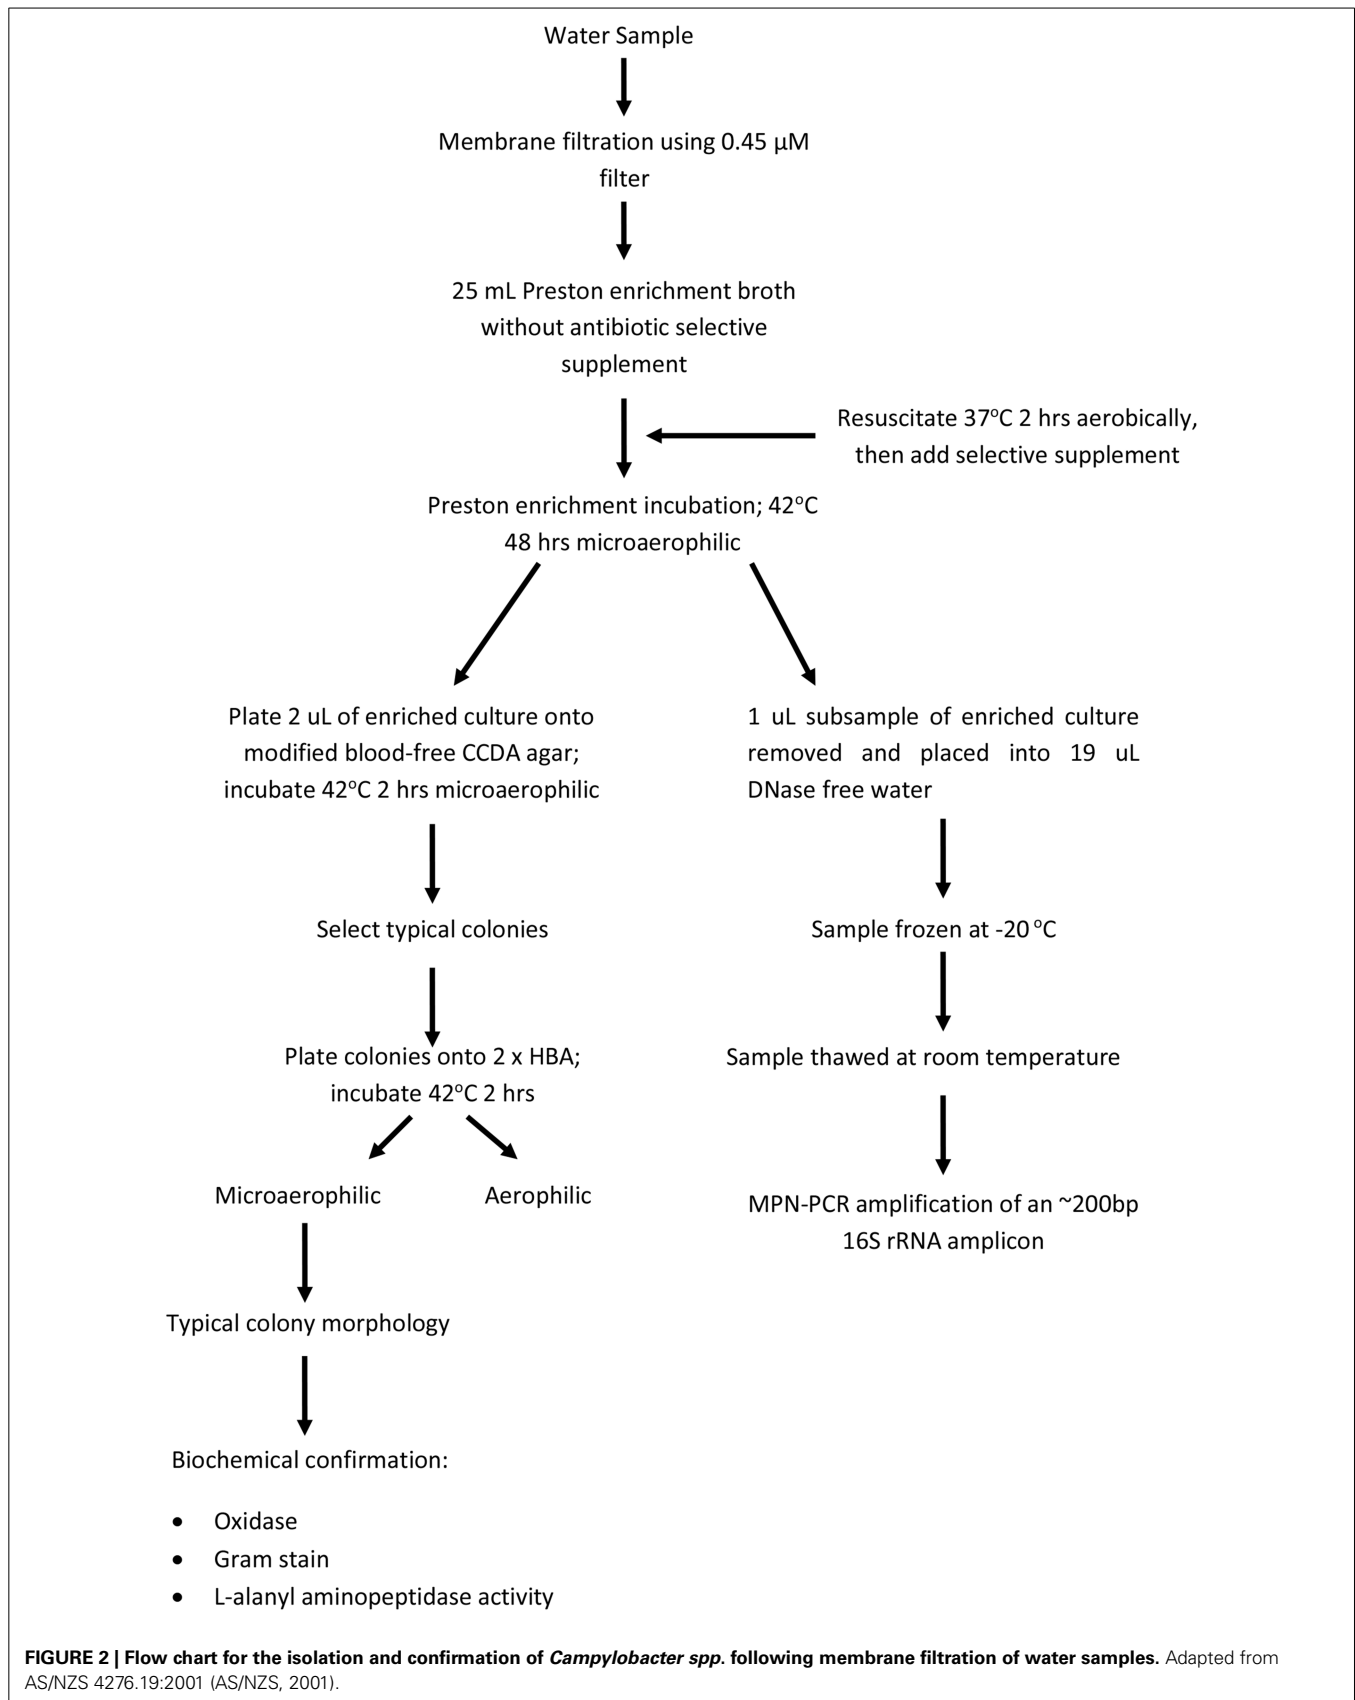 Water Sample
Membrane filtration using 0.45 µM
filter
25 mL Preston enrichment broth
without antibiotic selective
supplement
Resuscitate 37°C 2 hrs aerobically,
then add selective supplement
Preston enrichment incubation; 42°C
48 hrs microaerophilic
Plate 2 uL of enriched culture onto
modified blood-free CCDA agar;
incubate 42°C 2 hrs microaerophilic
Select typical colonies
Plate colonies onto 2 x HBA;
incubate 42°C 2 hrs
Microaerophilic
Aerophilic
Typical colony morphology
Biochemical confirmation:
• Oxidase
• Gram stain
• L-alanyl aminopeptidase activity
1 uL subsample of enriched culture
removed and placed into 19 uL
DNase free water
Sample frozen at -20 °C
Sample thawed at room temperature
MPN-PCR amplification of an ~200bp
16S rRNA amplicon
FIGURE 2 | Flow chart for the isolation and confirmation of Campylobacter spp. following membrane filtration of water samples. Adapted from
AS/NZS 4276.19:2001 (AS/NZS, 2001).